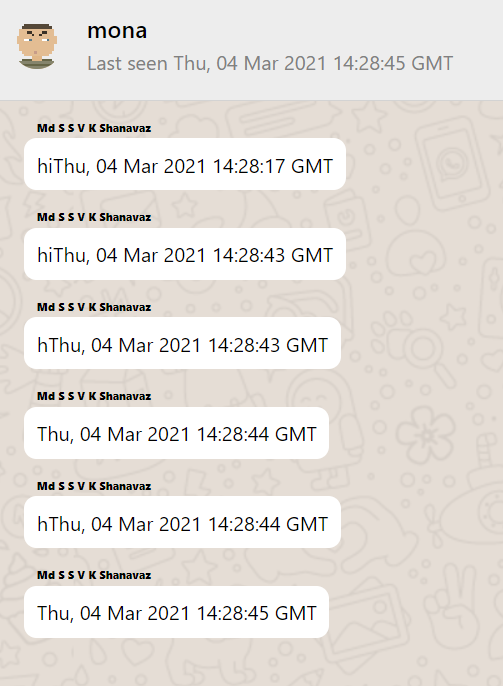 mona
Last seen Thu, 04 Mar 2021 14:28:45 GMT
Md S S V K Shanavaz
hiThu, 04 Mar 2021 14:28:17 GMT
Md S S V K Shanavaz
hiThu, 04 Mar 2021 14:28:43 GMT
Md S S V K Shanavaz
hThu, 04 Mar 2021 14:28:43 GMT
Md S S V K Shanavaz
Thu, 04 Mar 2021 14:28:44 GMT
Md S S V K Shanavaz
hThu, 04 Mar 2021 14:28:44 GMT
Md S S V K Shanavaz
Thu, 04 Mar 2021 14:28:45 GMT